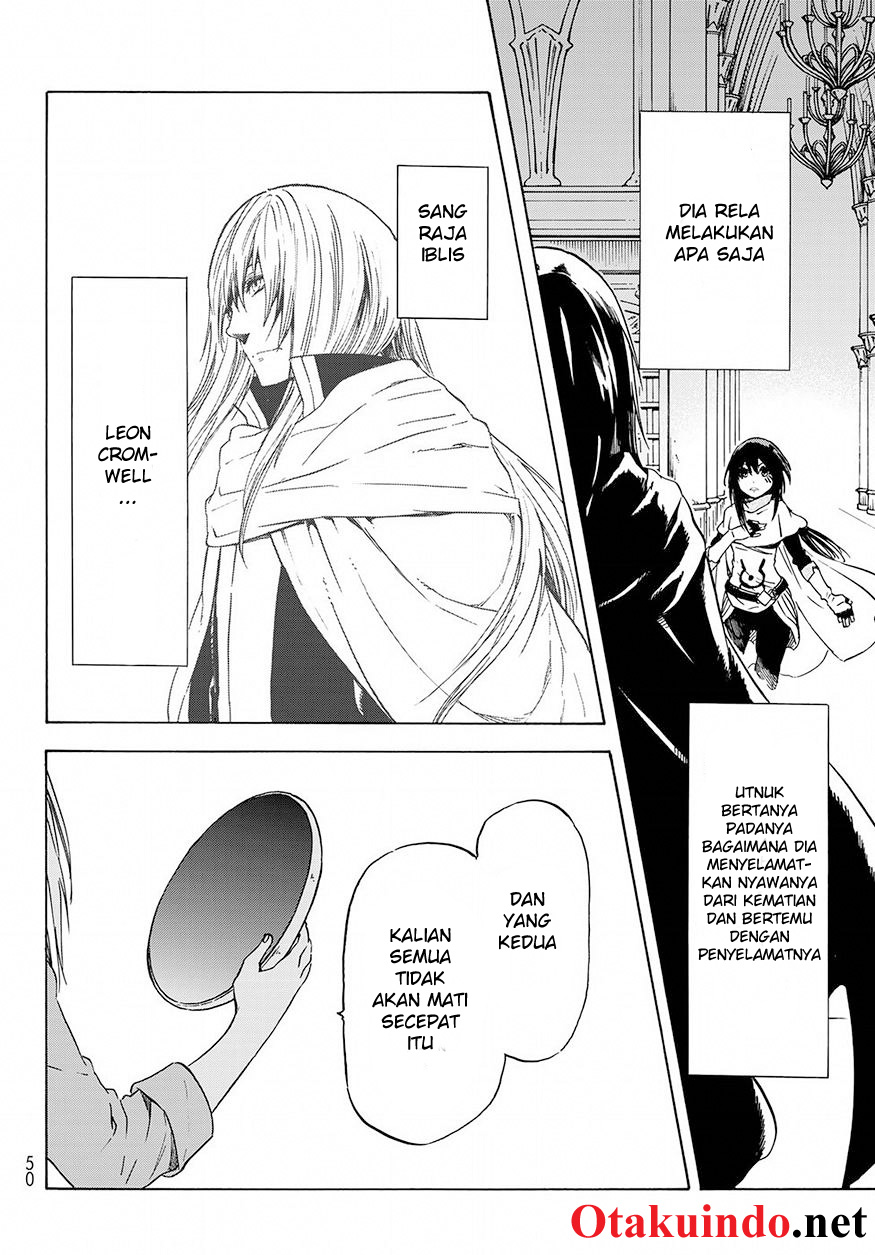 DIA RELA
MELAKUKAN
APA SAJA
UTNUK
BERTANYA
PADANYA
BAGAIMANA DIA
MENYELAMAT-
KAN NYAWANYA
DARI KEMATIAN
DAN BERTEMU
DENGAN
PENYELAMATNYA
SANG
RAJA
IBLIS
LEON
CROM-
WELL
...
DAN
YANG
KEDUA
KALIAN
SEMUA
TIDAK
AKAN MATI
SECEPAT
ITU
50
Otakuindo.net